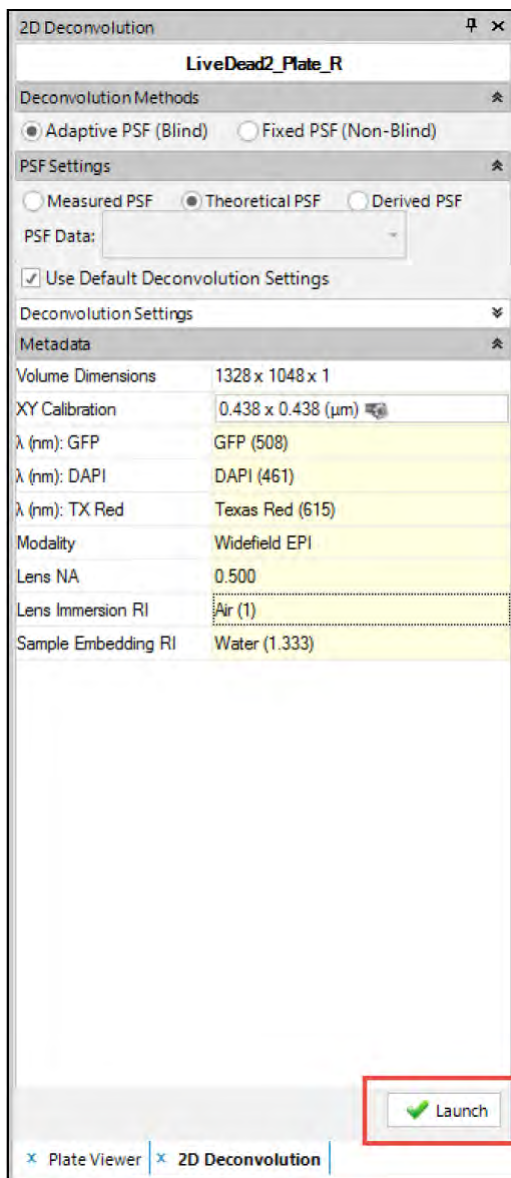 2D Deconvolution
LiveDead2_Plate_R
Deconvolution Methods
Adaptive PSF (Blind) Fixed PSF (Non-Blind)
PSF Settings
Measured PSF Theoretical PSF Derived PSF
PSF Data:
Use Default Deconvolution Settings
Deconvolution Settings
Metadata
Volume Dimensions 1328 x 1048 x 1
XY Calibration 0.438 x 0.438 (µm)
λ (nm): GFP GFP (508)
λ (nm): DAPI DAPI (461)
λ (nm): TX Red Texas Red (615)
Modality Widefield EPI
Lens NA 0.500
Lens Immersion RI Air (1)
Sample Embedding RI Water (1.333)
Launch
x Plate Viewer x 2D Deconvolution